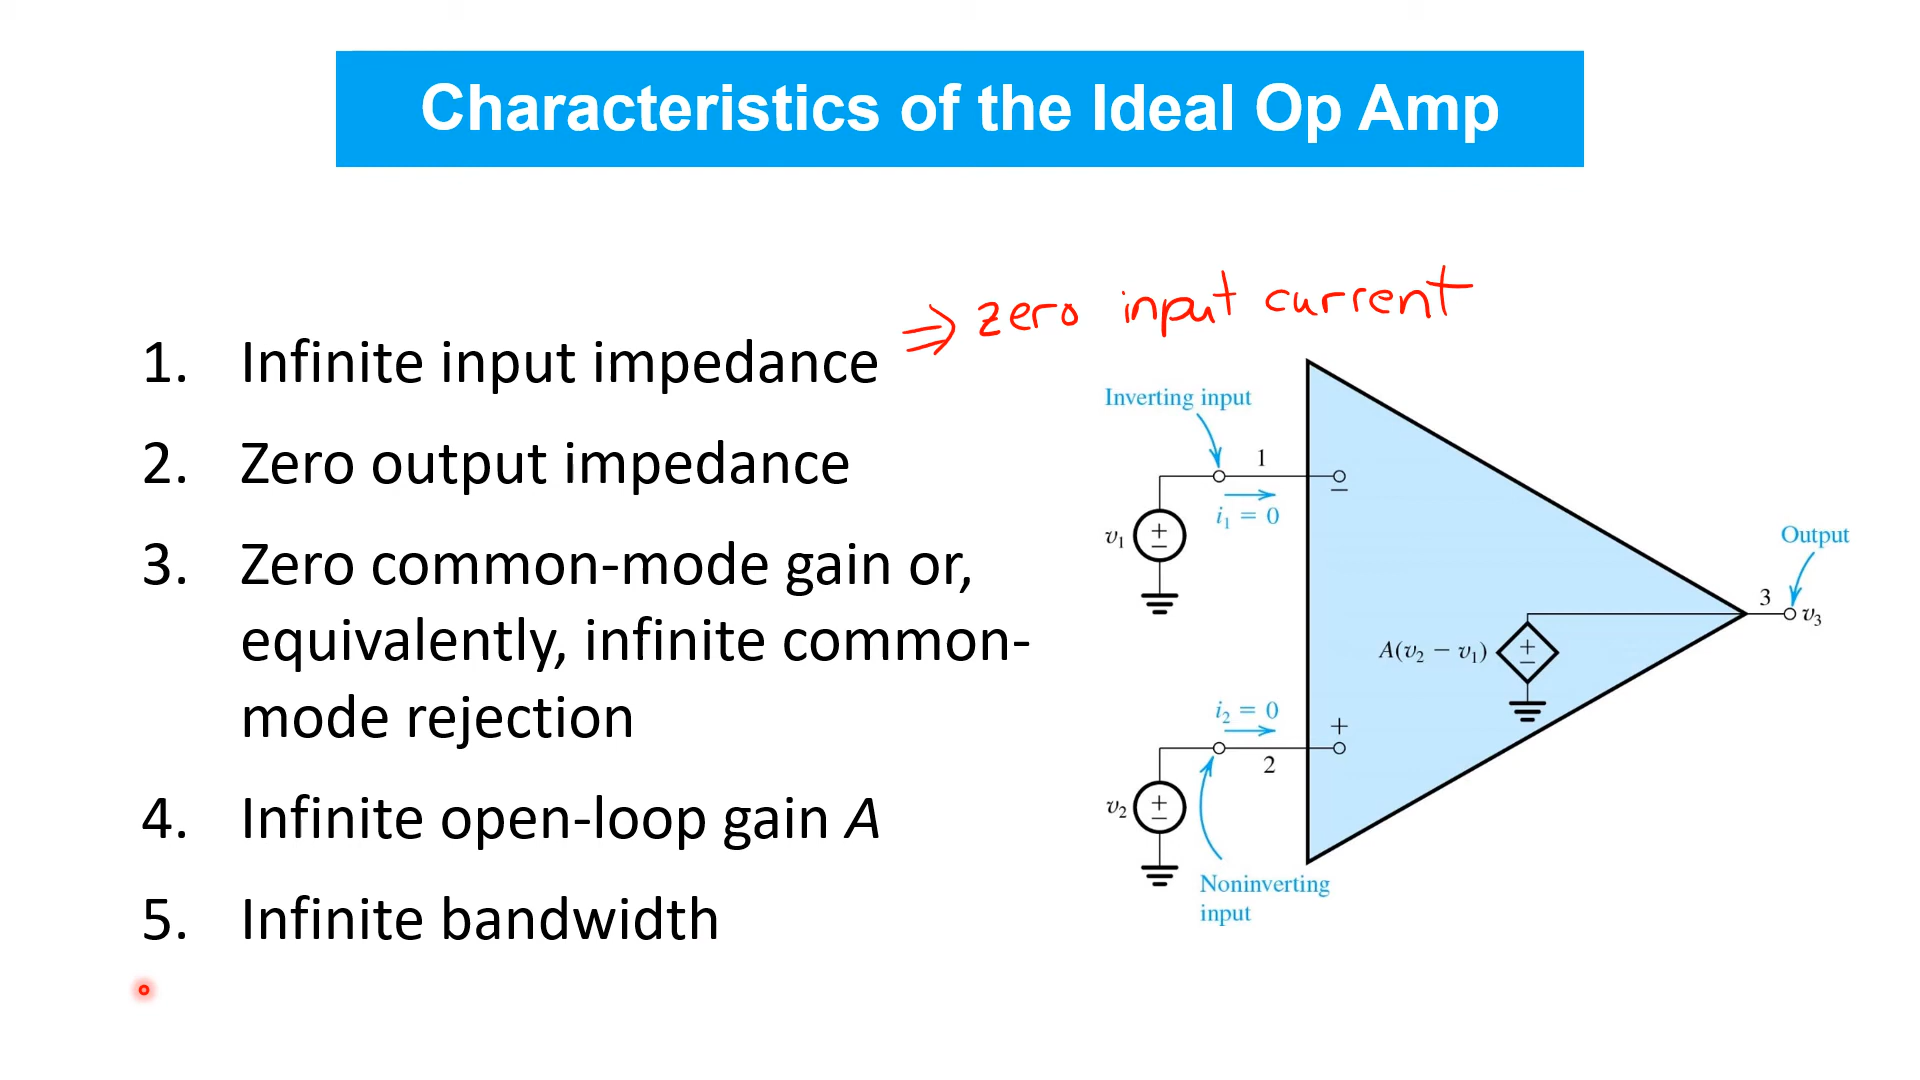 Characteristics of the Ideal Op Amp
⇒ zero input current
1. Infinite input impedance
2. Zero output impedance
3. Zero common-mode gain or,
equivalently, infinite common-
mode rejection
4. Infinite open-loop gain A
5. Infinite bandwidth
Inverting input
1
−
i₁ = 0
v₁
+
−
Output
3
v₃
A(v₂ − v₁)
+
−
i₂ = 0
+
2
v₂
+
−
Noninverting
input